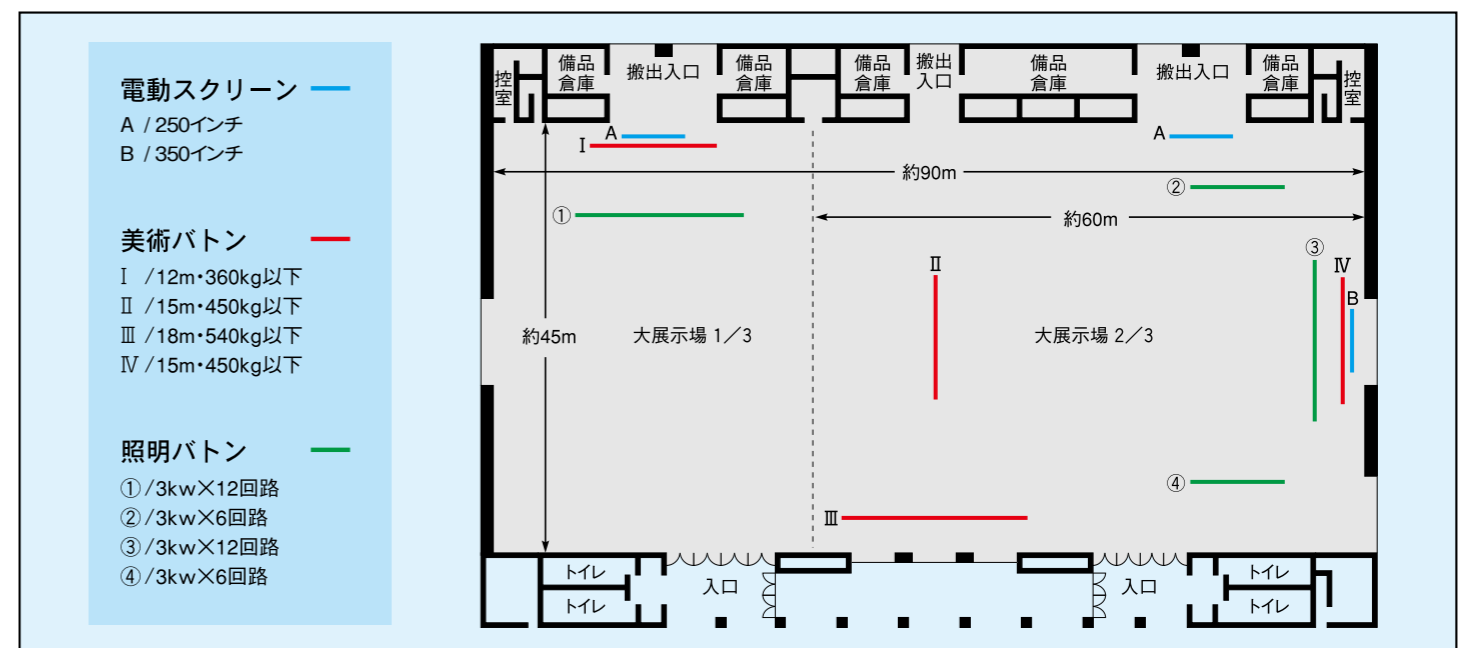 電動スクリーン
A /250インチ
B /350インチ
美術バトン
Ⅰ /12m・360kg以下
Ⅱ /15m・450kg以下
Ⅲ /18m・540kg以下
Ⅳ /15m・450kg以下
照明バトン
①/3kw×12回路
②/3kw×6回路
③/3kw×12回路
④/3kw×6回路
控室
備品
倉庫
搬出入口
備品
倉庫
備品
倉庫
搬出
入口
備品
倉庫
搬出入口
備品
倉庫
控室
A
Ⅰ
A
約90m
②
①
約60m
③
Ⅱ
Ⅳ
B
約45m
大展示場 1／3
大展示場 2／3
④
Ⅲ
トイレ
トイレ
入口
入口
トイレ
トイレ